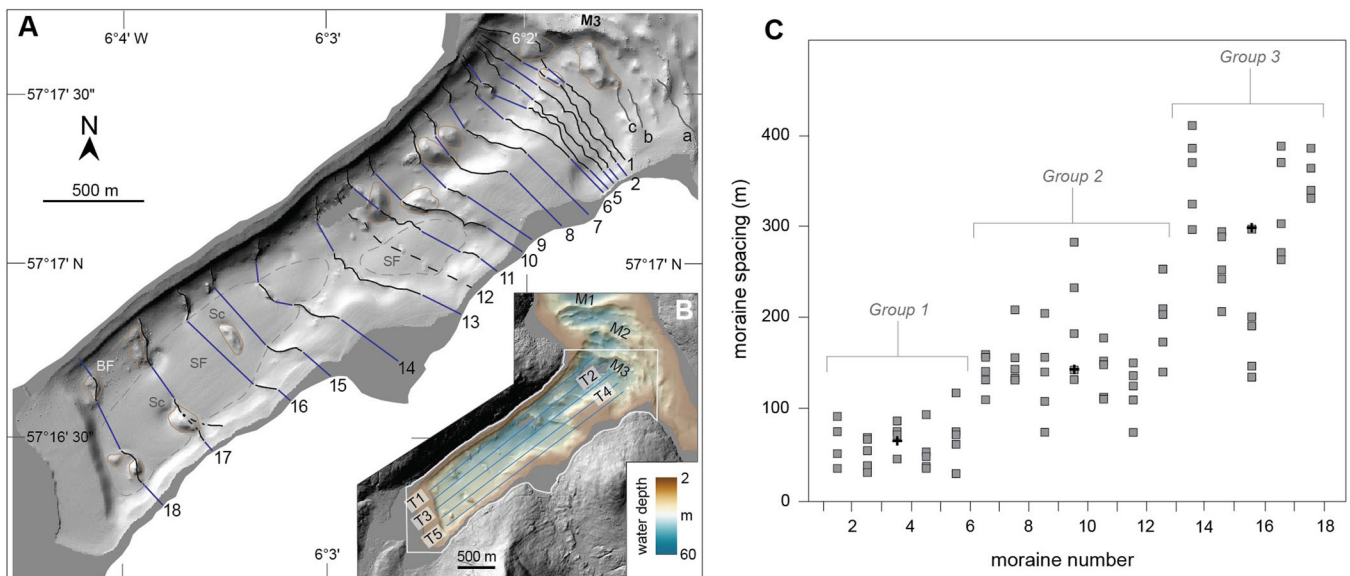 A
6°4' W
6°3'
6°2'
M3
57°17' 30"
57°17' 30"
N
500 m
c
b
a
1
2
5
6
7
8
9
10
11
12
13
14
15
16
17
18
SF
57°17' N
57°17' N
Sc
SF
BF
Sc
57°16' 30"
6°3'
B
M1
M2
M3
T2
T4
T1
T3
T5
500 m
water depth
2
m
60
C
Group 3
Group 2
Group 1
400
300
200
100
0
moraine spacing (m)
2 4 6 8 10 12 14 16 18
moraine number